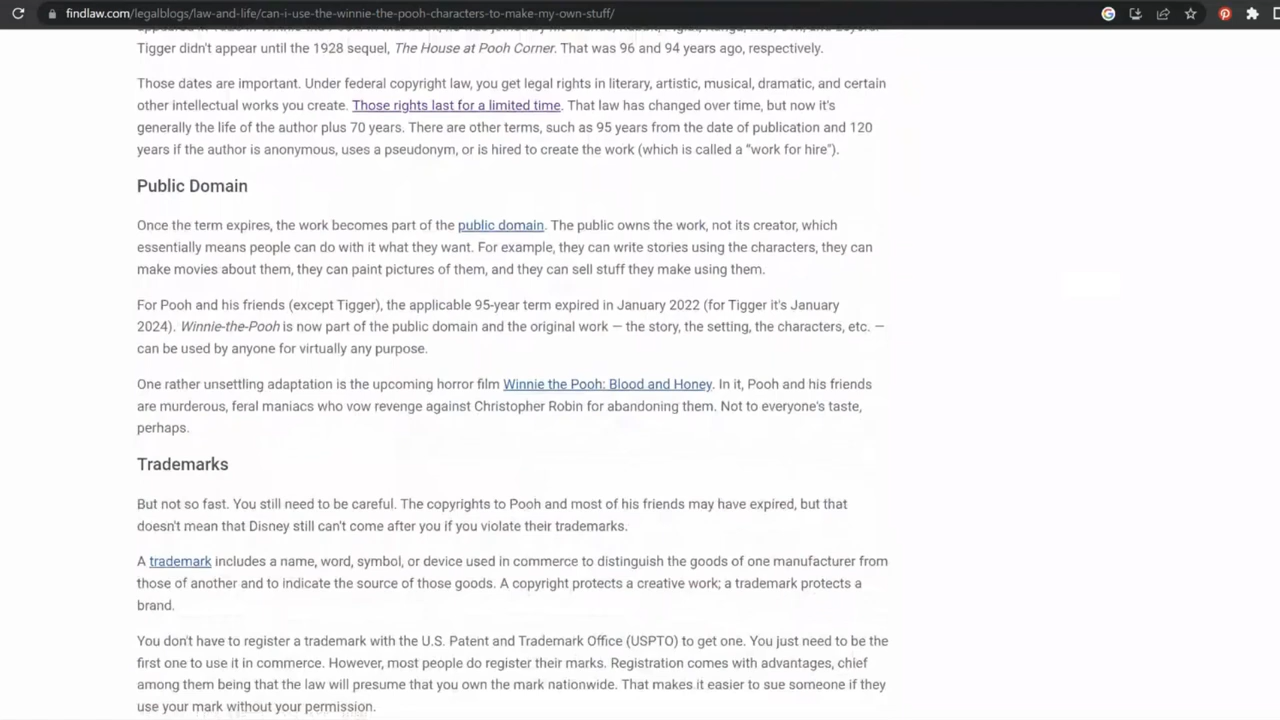 findlaw.com/legalblogs/law-and-life/can-i-use-the-winnie-the-pooh-characters-to-make-my-own-stuff/
Tigger didn't appear until the 1928 sequel, The House at Pooh Corner. That was 96 and 94 years ago, respectively.
Those dates are important. Under federal copyright law, you get legal rights in literary, artistic, musical, dramatic, and certain
other intellectual works you create. Those rights last for a limited time. That law has changed over time, but now it's
generally the life of the author plus 70 years. There are other terms, such as 95 years from the date of publication and 120
years if the author is anonymous, uses a pseudonym, or is hired to create the work (which is called a “work for hire”).
Public Domain
Once the term expires, the work becomes part of the public domain. The public owns the work, not its creator, which
essentially means people can do with it what they want. For example, they can write stories using the characters, they can
make movies about them, they can paint pictures of them, and they can sell stuff they make using them.
For Pooh and his friends (except Tigger), the applicable 95-year term expired in January 2022 (for Tigger it's January
2024). Winnie-the-Pooh is now part of the public domain and the original work — the story, the setting, the characters, etc. —
can be used by anyone for virtually any purpose.
One rather unsettling adaptation is the upcoming horror film Winnie the Pooh: Blood and Honey. In it, Pooh and his friends
are murderous, feral maniacs who vow revenge against Christopher Robin for abandoning them. Not to everyone's taste,
perhaps.
Trademarks
But not so fast. You still need to be careful. The copyrights to Pooh and most of his friends may have expired, but that
doesn't mean that Disney still can't come after you if you violate their trademarks.
A trademark includes a name, word, symbol, or device used in commerce to distinguish the goods of one manufacturer from
those of another and to indicate the source of those goods. A copyright protects a creative work; a trademark protects a
brand.
You don't have to register a trademark with the U.S. Patent and Trademark Office (USPTO) to get one. You just need to be the
first one to use it in commerce. However, most people do register their marks. Registration comes with advantages, chief
among them being that the law will presume that you own the mark nationwide. That makes it easier to sue someone if they
use your mark without your permission.